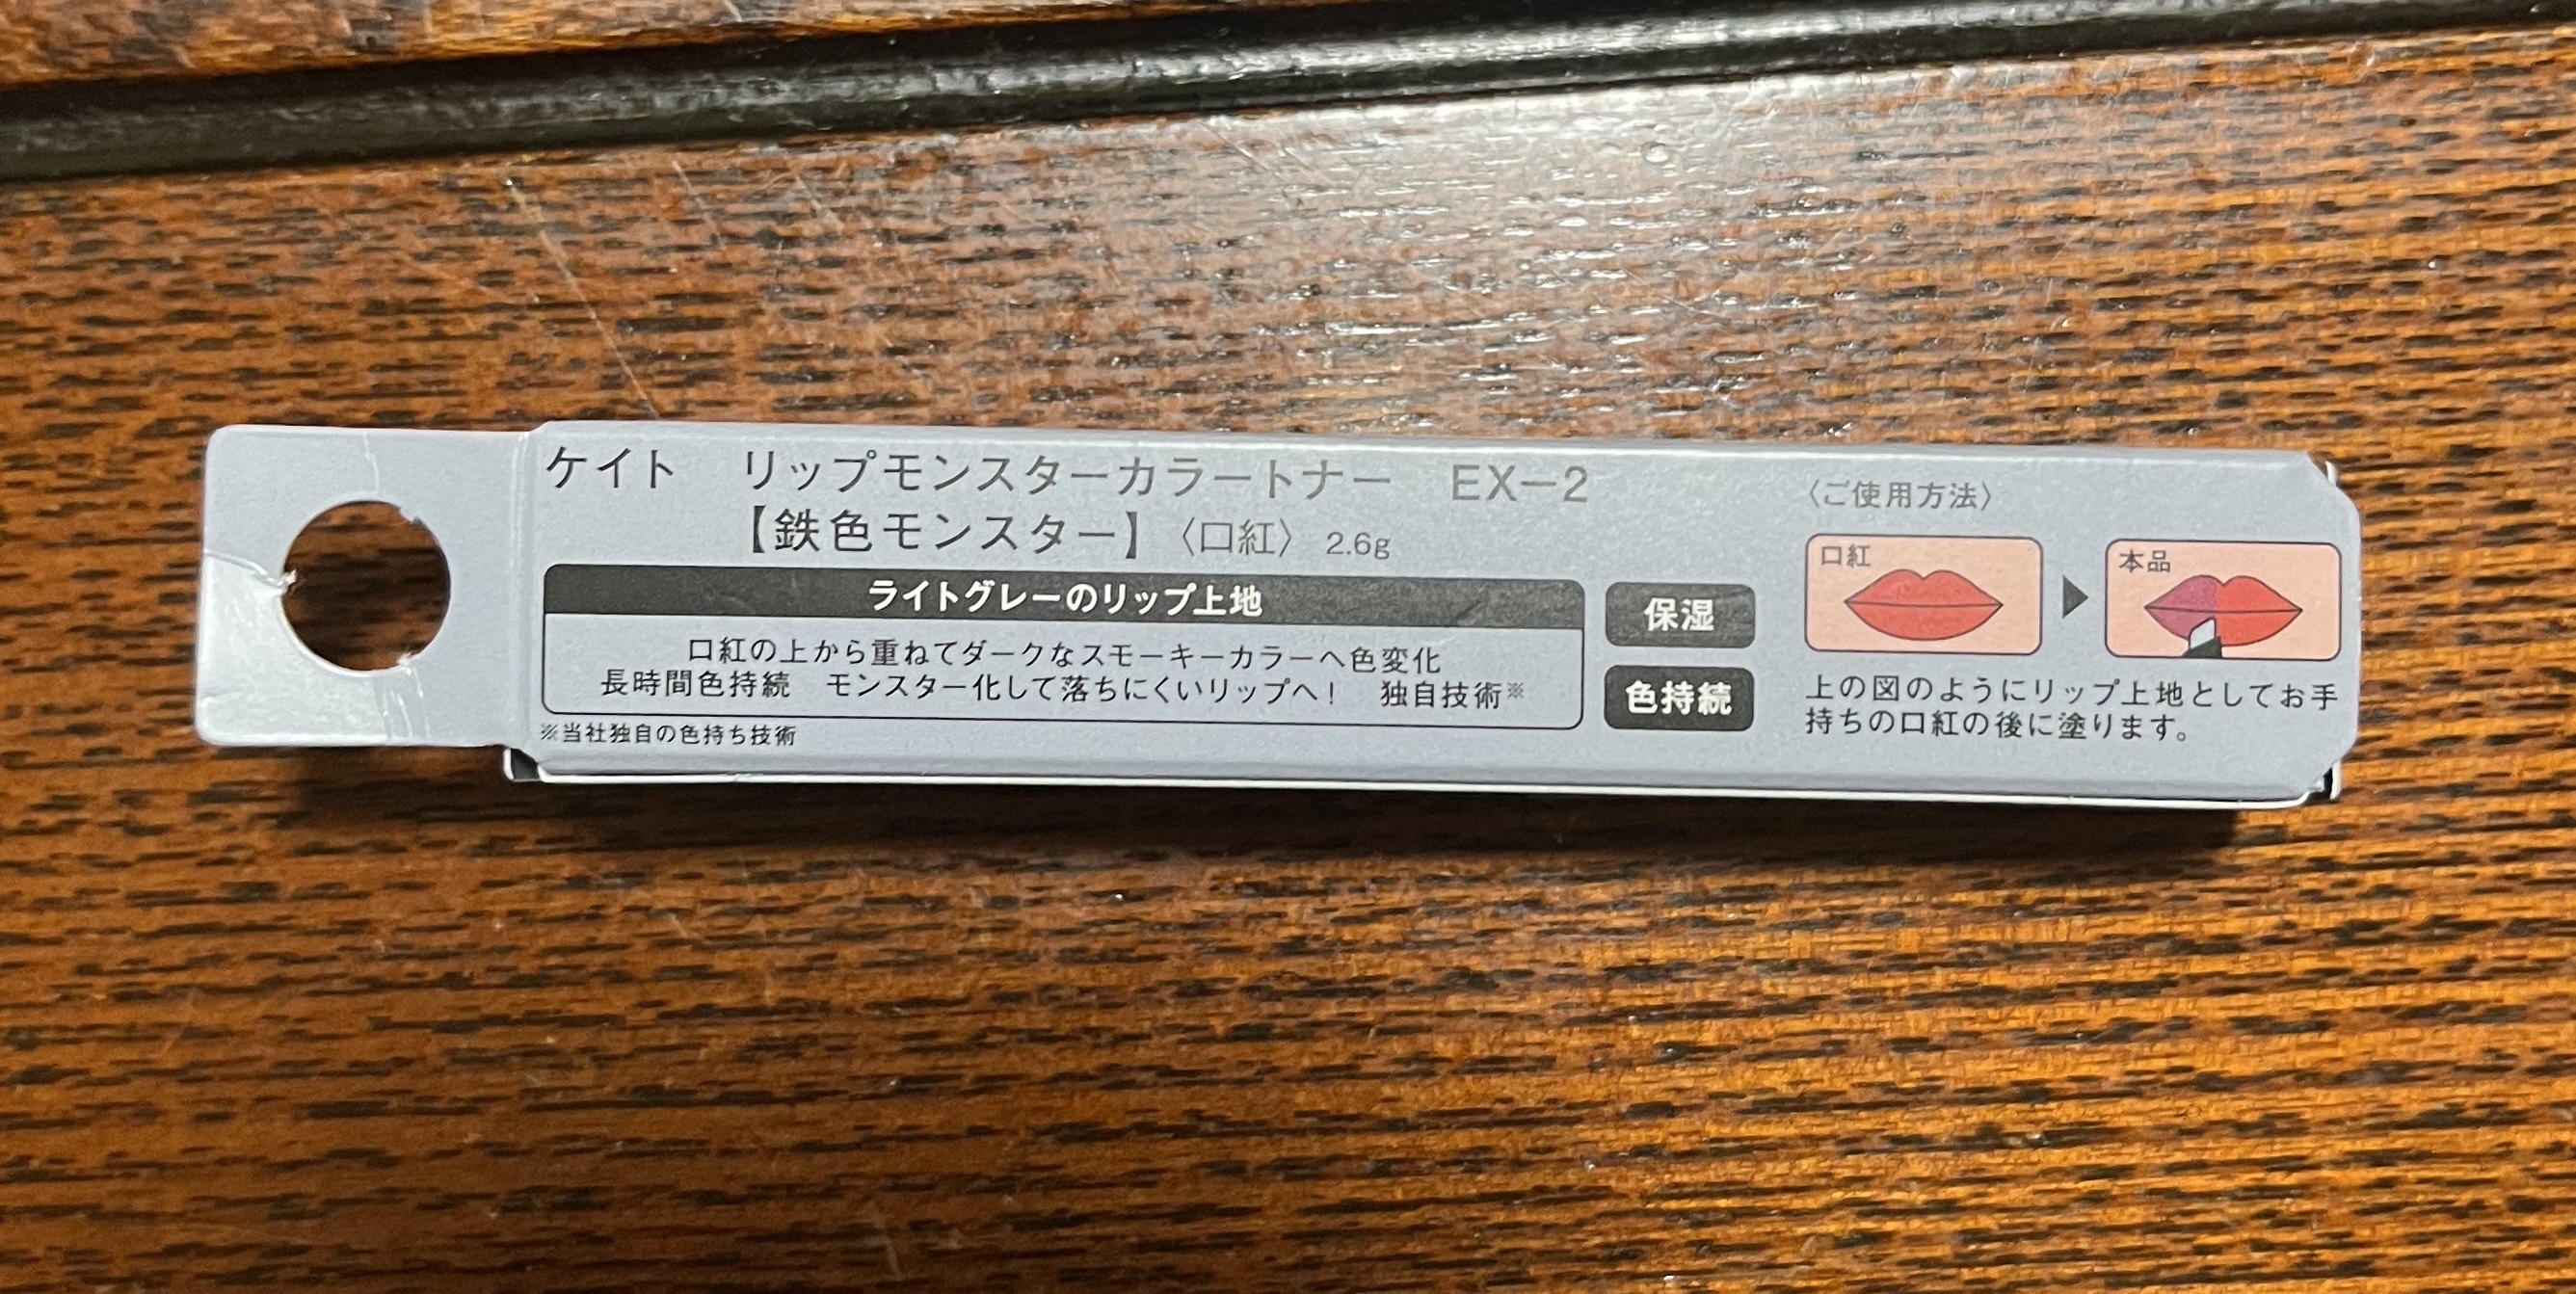 ケイト　リップモンスターカラートナー　EX－2
【鉄色モンスター】〈口紅〉 2.6g
ライトグレーのリップ上地
口紅の上から重ねてダークなスモーキーカラーへ色変化
長時間色持続　モンスター化して落ちにくいリップへ！　独自技術※
※当社独自の色持ち技術
保湿
色持続
〈ご使用方法〉
口紅
本品
上の図のようにリップ上地としてお手
持ちの口紅の後に塗ります。